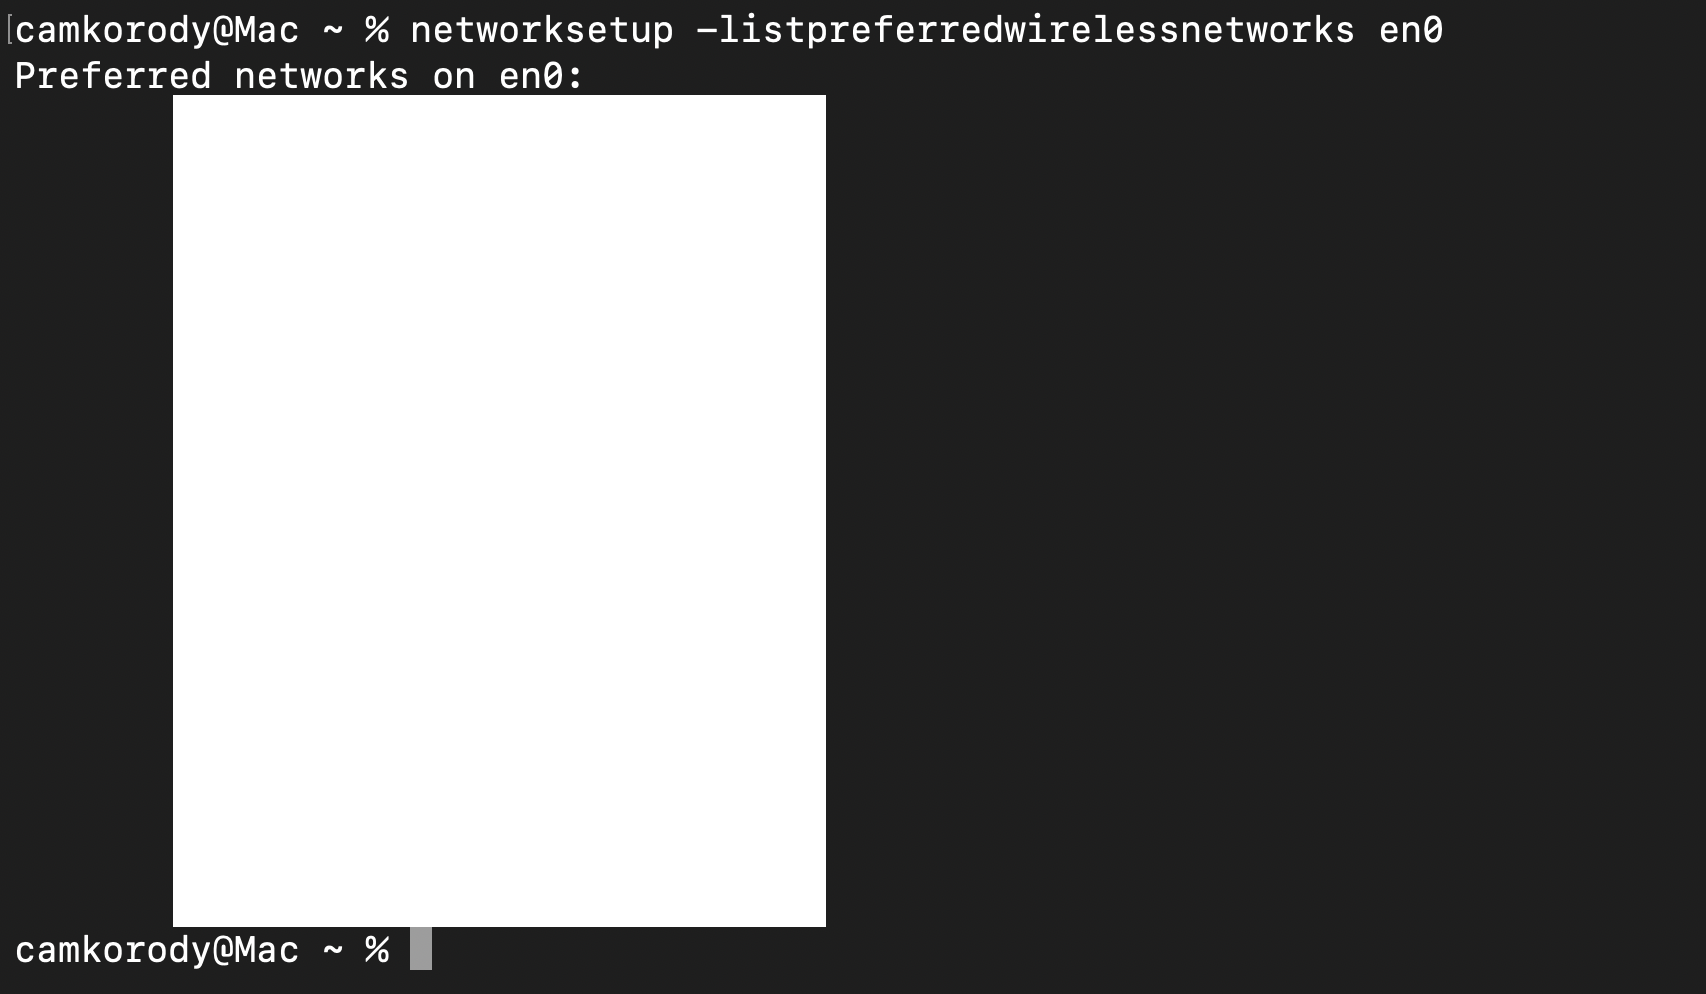 camkorody@Mac ~ % networksetup -listpreferredwirelessnetworks en0
Preferred networks on en0:
camkorody@Mac ~ %